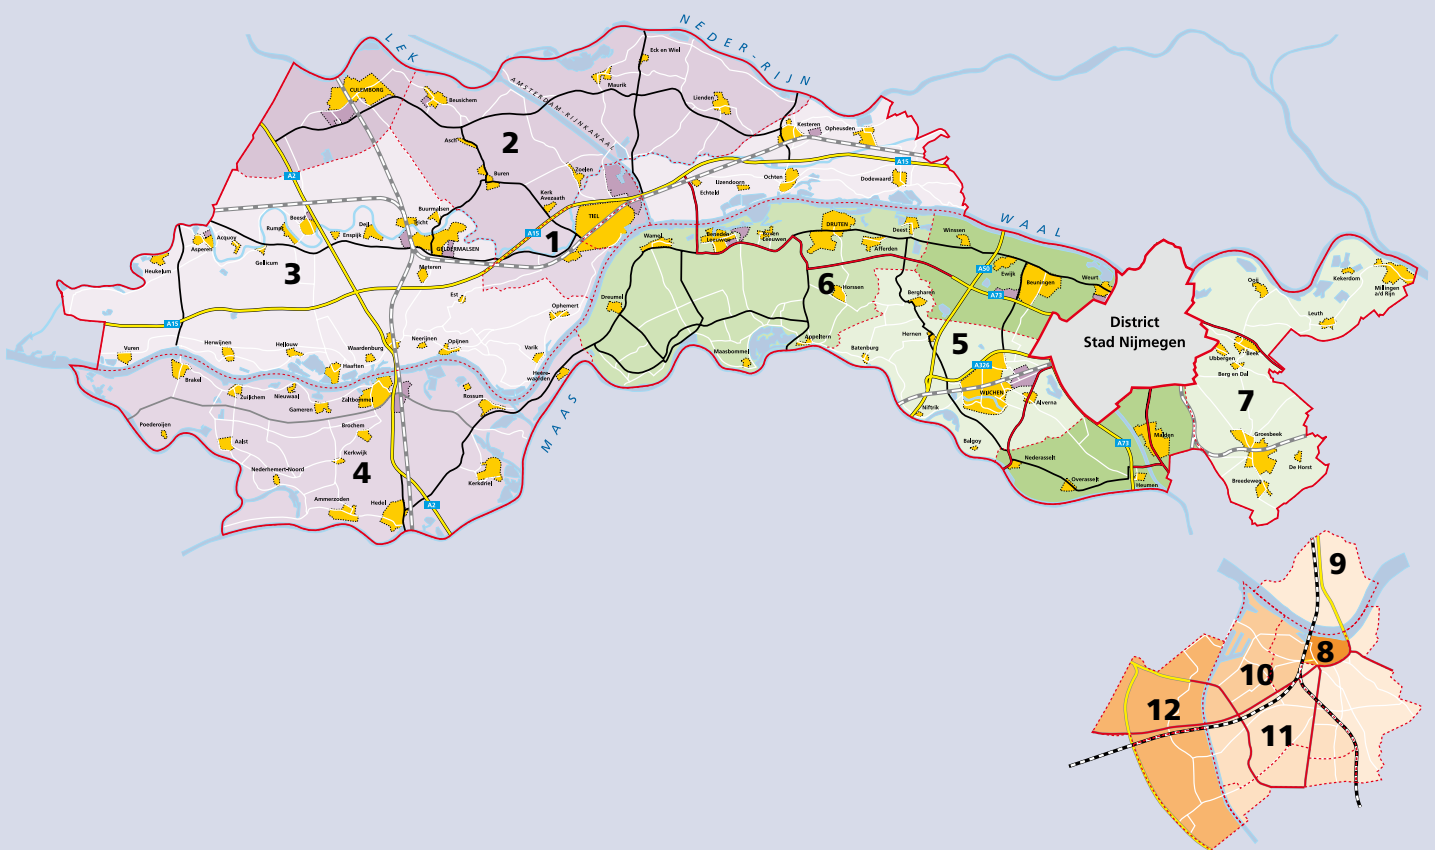 LEK
NEDER-RIJN
Eck en Wiel
CULEMBORG
Beusichem
Maurik
Lienden
AMSTERDAM-RIJNKANAAL
Kesteren
Opheusden
2
Asch
Buren
Zoelen
A2
A15
IJzendoorn
Ochten
Dodewaard
Echteld
Kerk
Avezaath
Buurmalsen
TIEL
WAAL
Beesd
Rumpt
Deil
Enspijk
Tricht
A15
1
Asperen
Acquoy
Gellicum
GELDERMALSEN
Beneden
Leeuwen
Boven
Leeuwen
DRUTEN
Deest
Winssen
Afferden
Wamel
Heukelum
3
Meteren
Est
6
Horssen
A50
Ewijk
Beuningen
Weurt
A73
Bergharen
Dreumel
Ophemert
Ooij
Kekerdom
Millingen
a/d Rijn
Leuth
A15
District
Stad Nijmegen
Vuren
Herwijnen
Hellouw
Waardenburg
Neerijnen
Opijnen
Varik
Heere-
waarden
Haaften
Maasbommel
Appeltern
Batenburg
Hernen
5
A326
WIJCHEN
Ubbergen
Beek
Berg en Dal
Brakel
Zuilichem
Nieuwaal
Gameren
Zaltbommel
Rossum
Niftrik
Alverna
7
Poederoijen
Aalst
Brochem
MAAS
Balgoy
A73
Malden
Groesbeek
De Horst
Nederhemert-Noord
Kerkwijk
4
Kerkdriel
Nederasselt
Overasselt
Heumen
Breedeweg
Ammerzoden
Hedel
A2
9
8
10
12
11